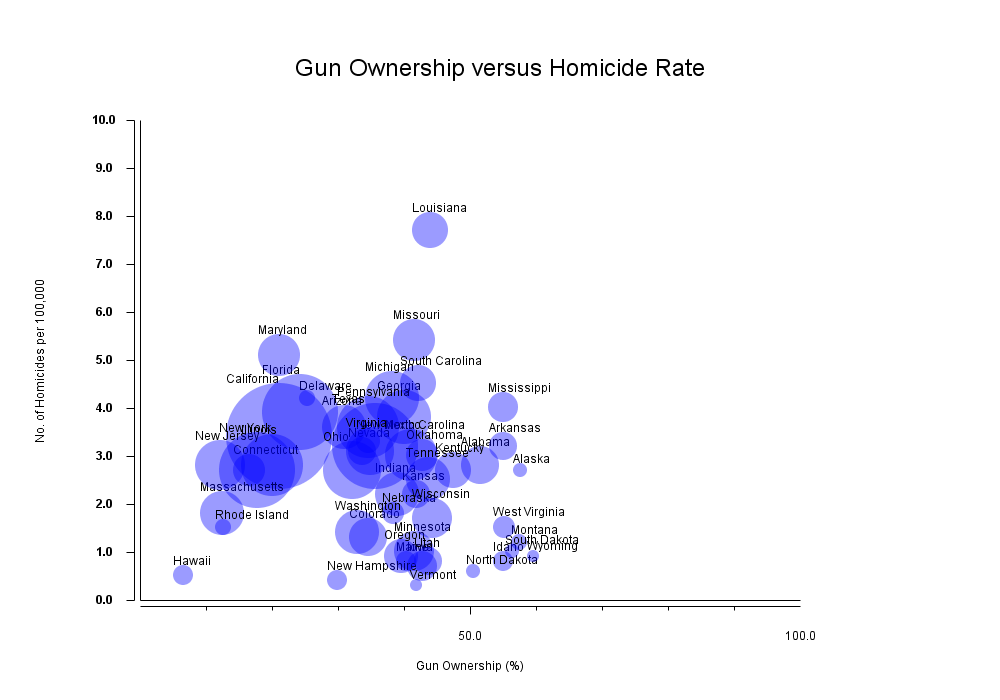 Gun Ownership versus Homicide Rate
10.0
9.0
8.0
7.0
6.0
5.0
4.0
3.0
2.0
1.0
0.0
No. of Homicides per 100,000
Louisiana
Missouri
Maryland
South Carolina
Michigan
Florida
California
Delaware
Georgia
Mississippi
Pennsylvania
Texas
Arizona
Virginia
Arkansas
New York
Illinois
New Jersey
Ohio
Nevada
Oklahoma
Alabama
Kentucky
Connecticut
Tennessee
Alaska
Indiana
Kansas
Massachusetts
Nebraska
Wisconsin
Washington
Colorado
Rhode Island
West Virginia
Minnesota
Montana
Oregon
Utah
South Dakota
Idaho
Wyoming
Hawaii
New Hampshire
North Dakota
Vermont
50.0
100.0
Gun Ownership (%)